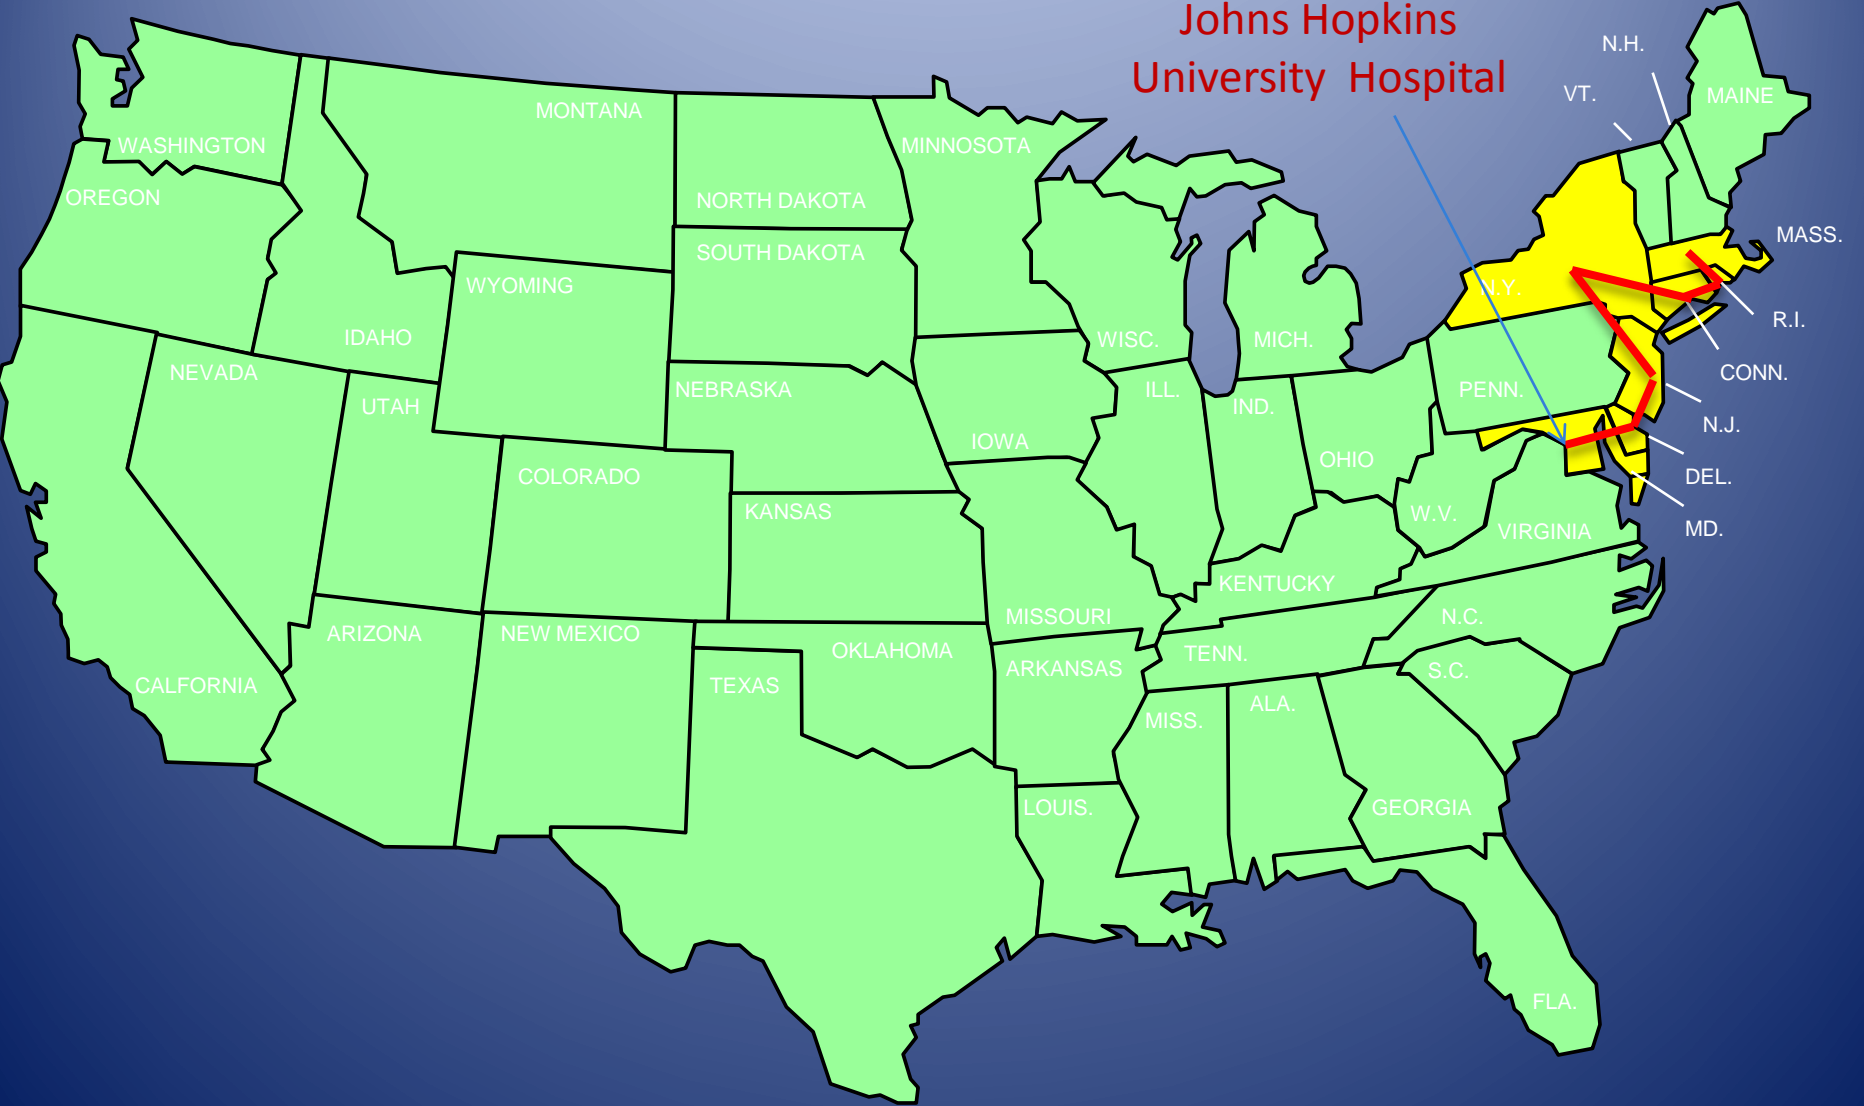 Johns Hopkins
University Hospital
N.H.
VT.
MAINE
MONTANA
WASHINGTON
MINNOSOTA
OREGON
NORTH DAKOTA
MASS.
SOUTH DAKOTA
WYOMING
N.Y.
R.I.
IDAHO
WISC.
MICH.
NEVADA
CONN.
NEBRASKA
ILL.
PENN.
UTAH
IND.
N.J.
IOWA
OHIO
COLORADO
DEL.
KANSAS
W.V.
VIRGINIA
MD.
KENTUCKY
MISSOURI
N.C.
ARIZONA
NEW MEXICO
OKLAHOMA
TENN.
ARKANSAS
S.C.
CALFORNIA
TEXAS
ALA.
MISS.
LOUIS.
GEORGIA
FLA.